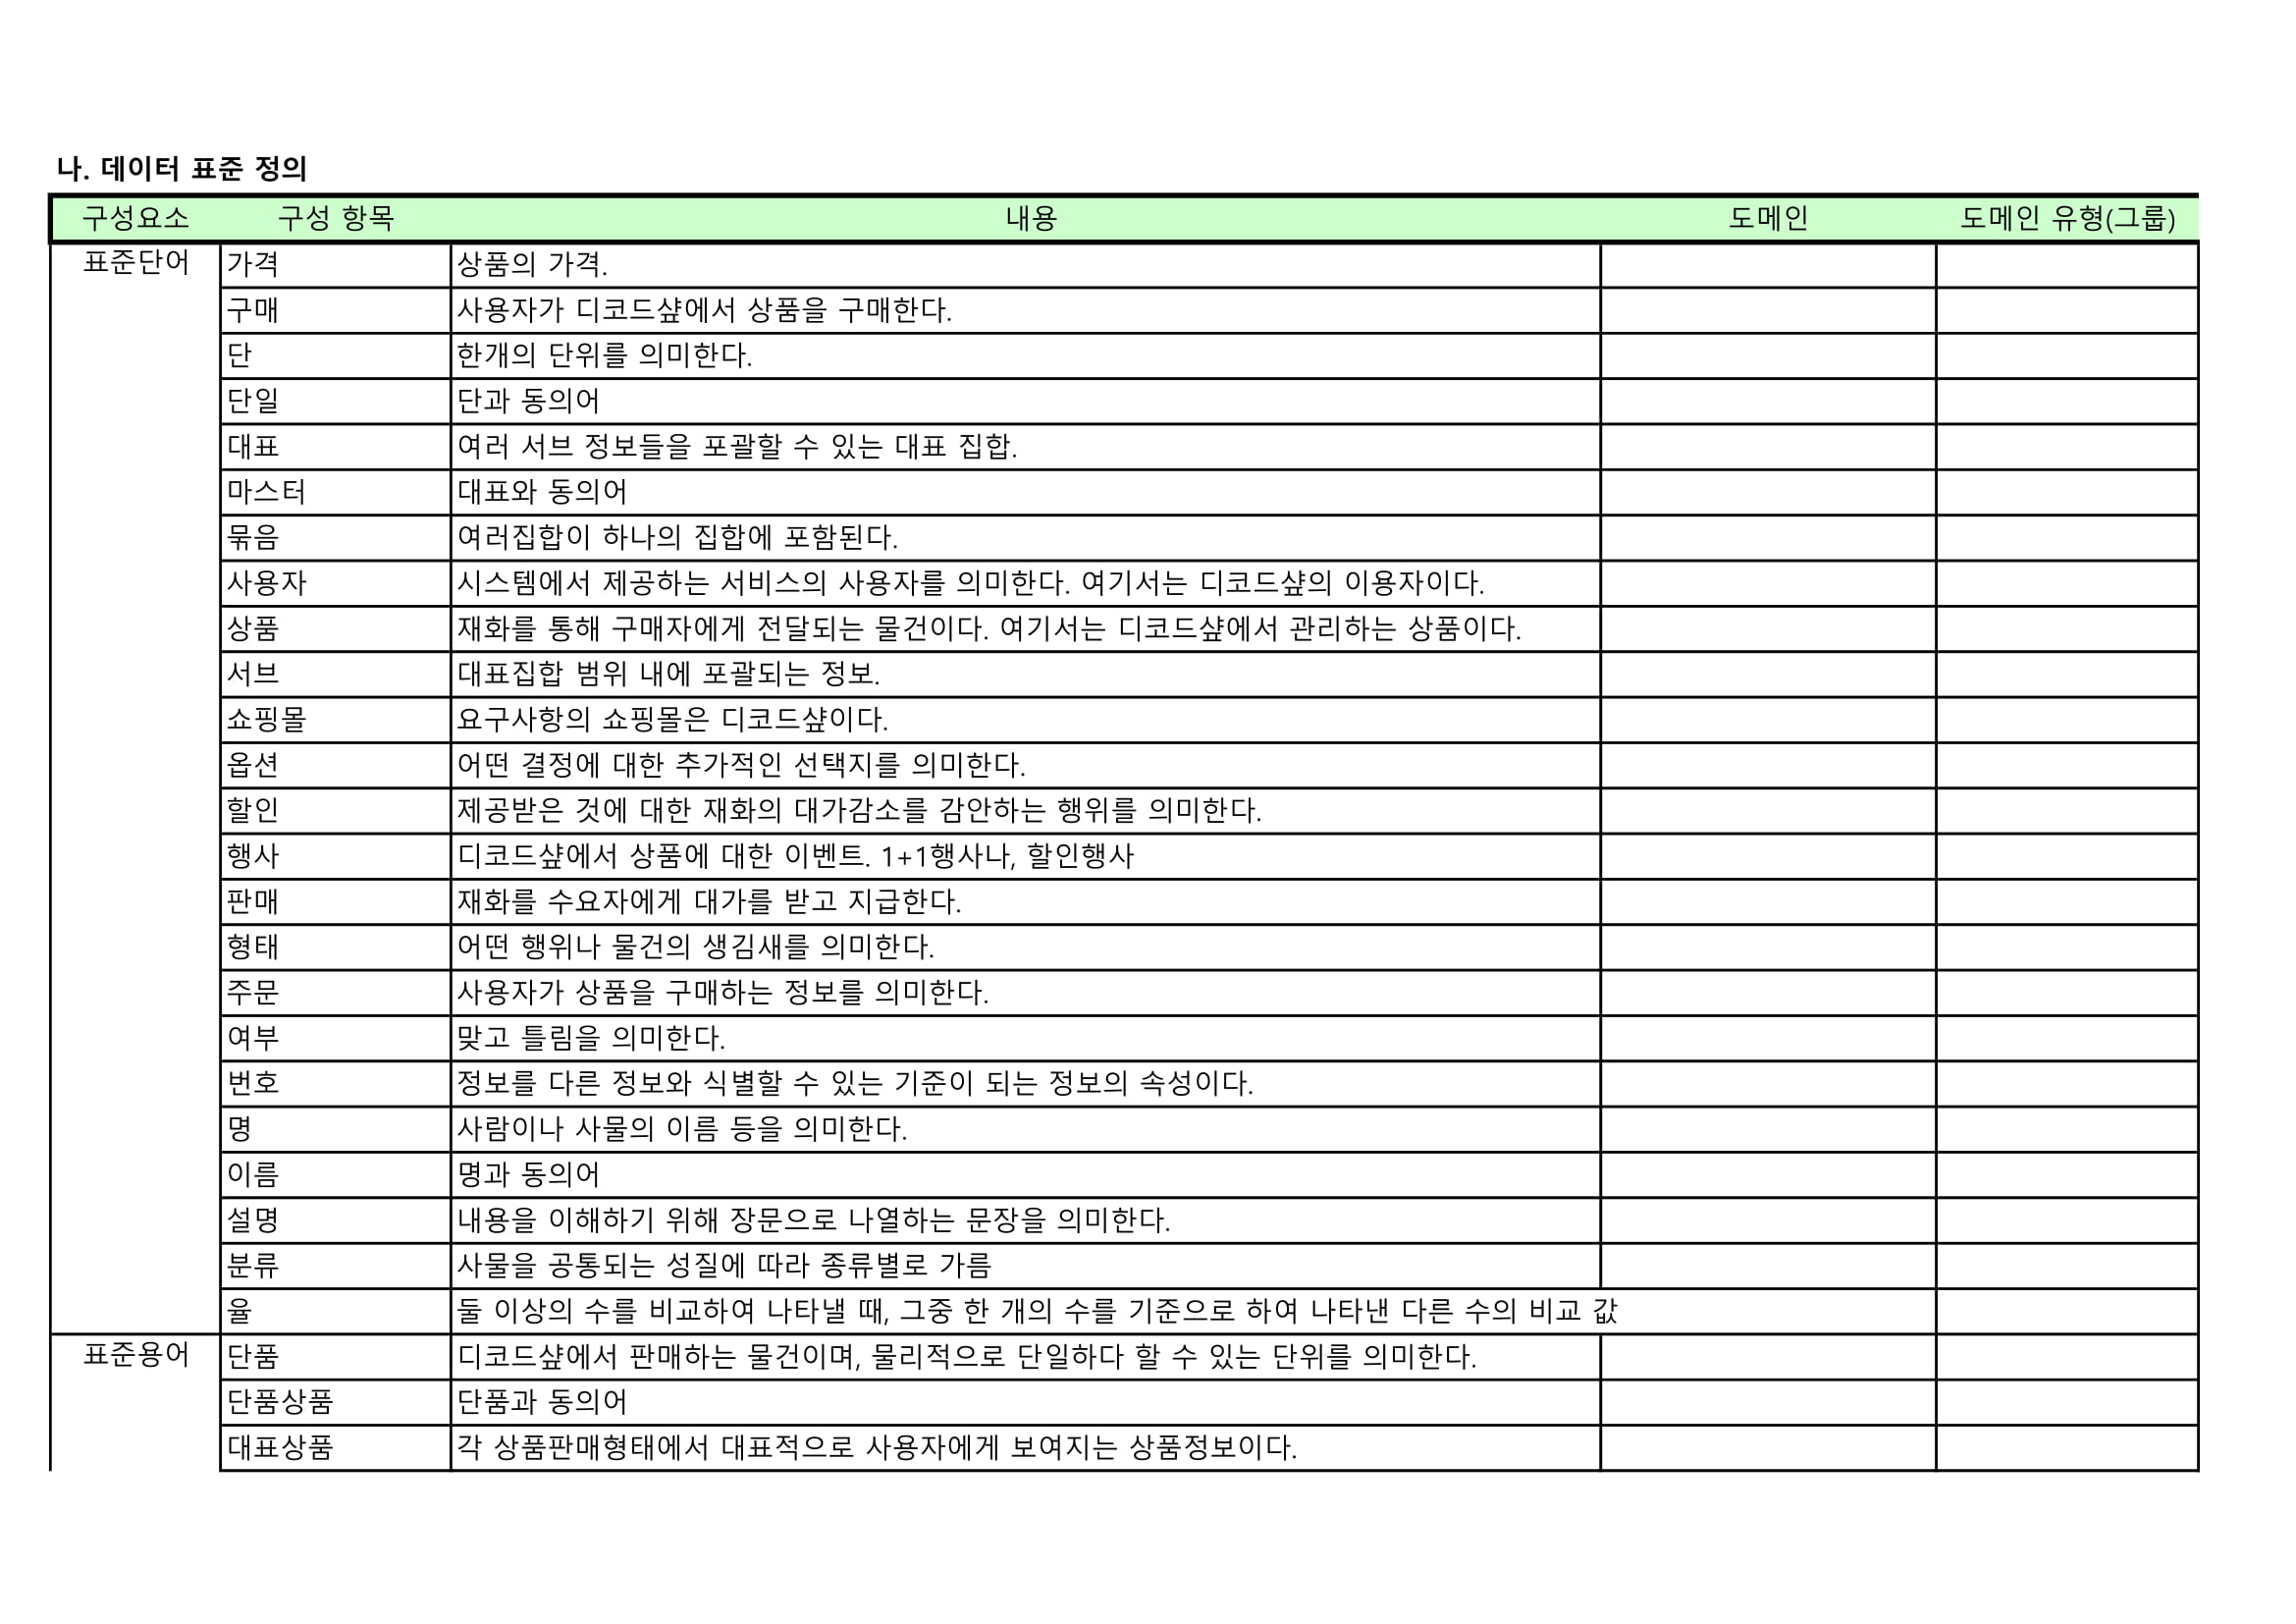 나. 데이터 표준 정의
구성요소 구성 항목 내용 도메인 도메인 유형(그룹)
표준단어 가격 상품의 가격.
구매 사용자가 디코드샾에서 상품을 구매한다.
단 한개의 단위를 의미한다.
단일 단과 동의어
대표 여러 서브 정보들을 포괄할 수 있는 대표 집합.
마스터 대표와 동의어
묶음 여러집합이 하나의 집합에 포함된다.
사용자 시스템에서 제공하는 서비스의 사용자를 의미한다. 여기서는 디코드샾의 이용자이다.
상품 재화를 통해 구매자에게 전달되는 물건이다. 여기서는 디코드샾에서 관리하는 상품이다.
서브 대표집합 범위 내에 포괄되는 정보.
쇼핑몰 요구사항의 쇼핑몰은 디코드샾이다.
옵션 어떤 결정에 대한 추가적인 선택지를 의미한다.
할인 제공받은 것에 대한 재화의 대가감소를 감안하는 행위를 의미한다.
행사 디코드샾에서 상품에 대한 이벤트. 1+1행사나, 할인행사
판매 재화를 수요자에게 대가를 받고 지급한다.
형태 어떤 행위나 물건의 생김새를 의미한다.
주문 사용자가 상품을 구매하는 정보를 의미한다.
여부 맞고 틀림을 의미한다.
번호 정보를 다른 정보와 식별할 수 있는 기준이 되는 정보의 속성이다.
명 사람이나 사물의 이름 등을 의미한다.
이름 명과 동의어
설명 내용을 이해하기 위해 장문으로 나열하는 문장을 의미한다.
분류 사물을 공통되는 성질에 따라 종류별로 가름
율 둘 이상의 수를 비교하여 나타낼 때, 그중 한 개의 수를 기준으로 하여 나타낸 다른 수의 비교 값
표준용어 단품 디코드샾에서 판매하는 물건이며, 물리적으로 단일하다 할 수 있는 단위를 의미한다.
단품상품 단품과 동의어
대표상품 각 상품판매형태에서 대표적으로 사용자에게 보여지는 상품정보이다.